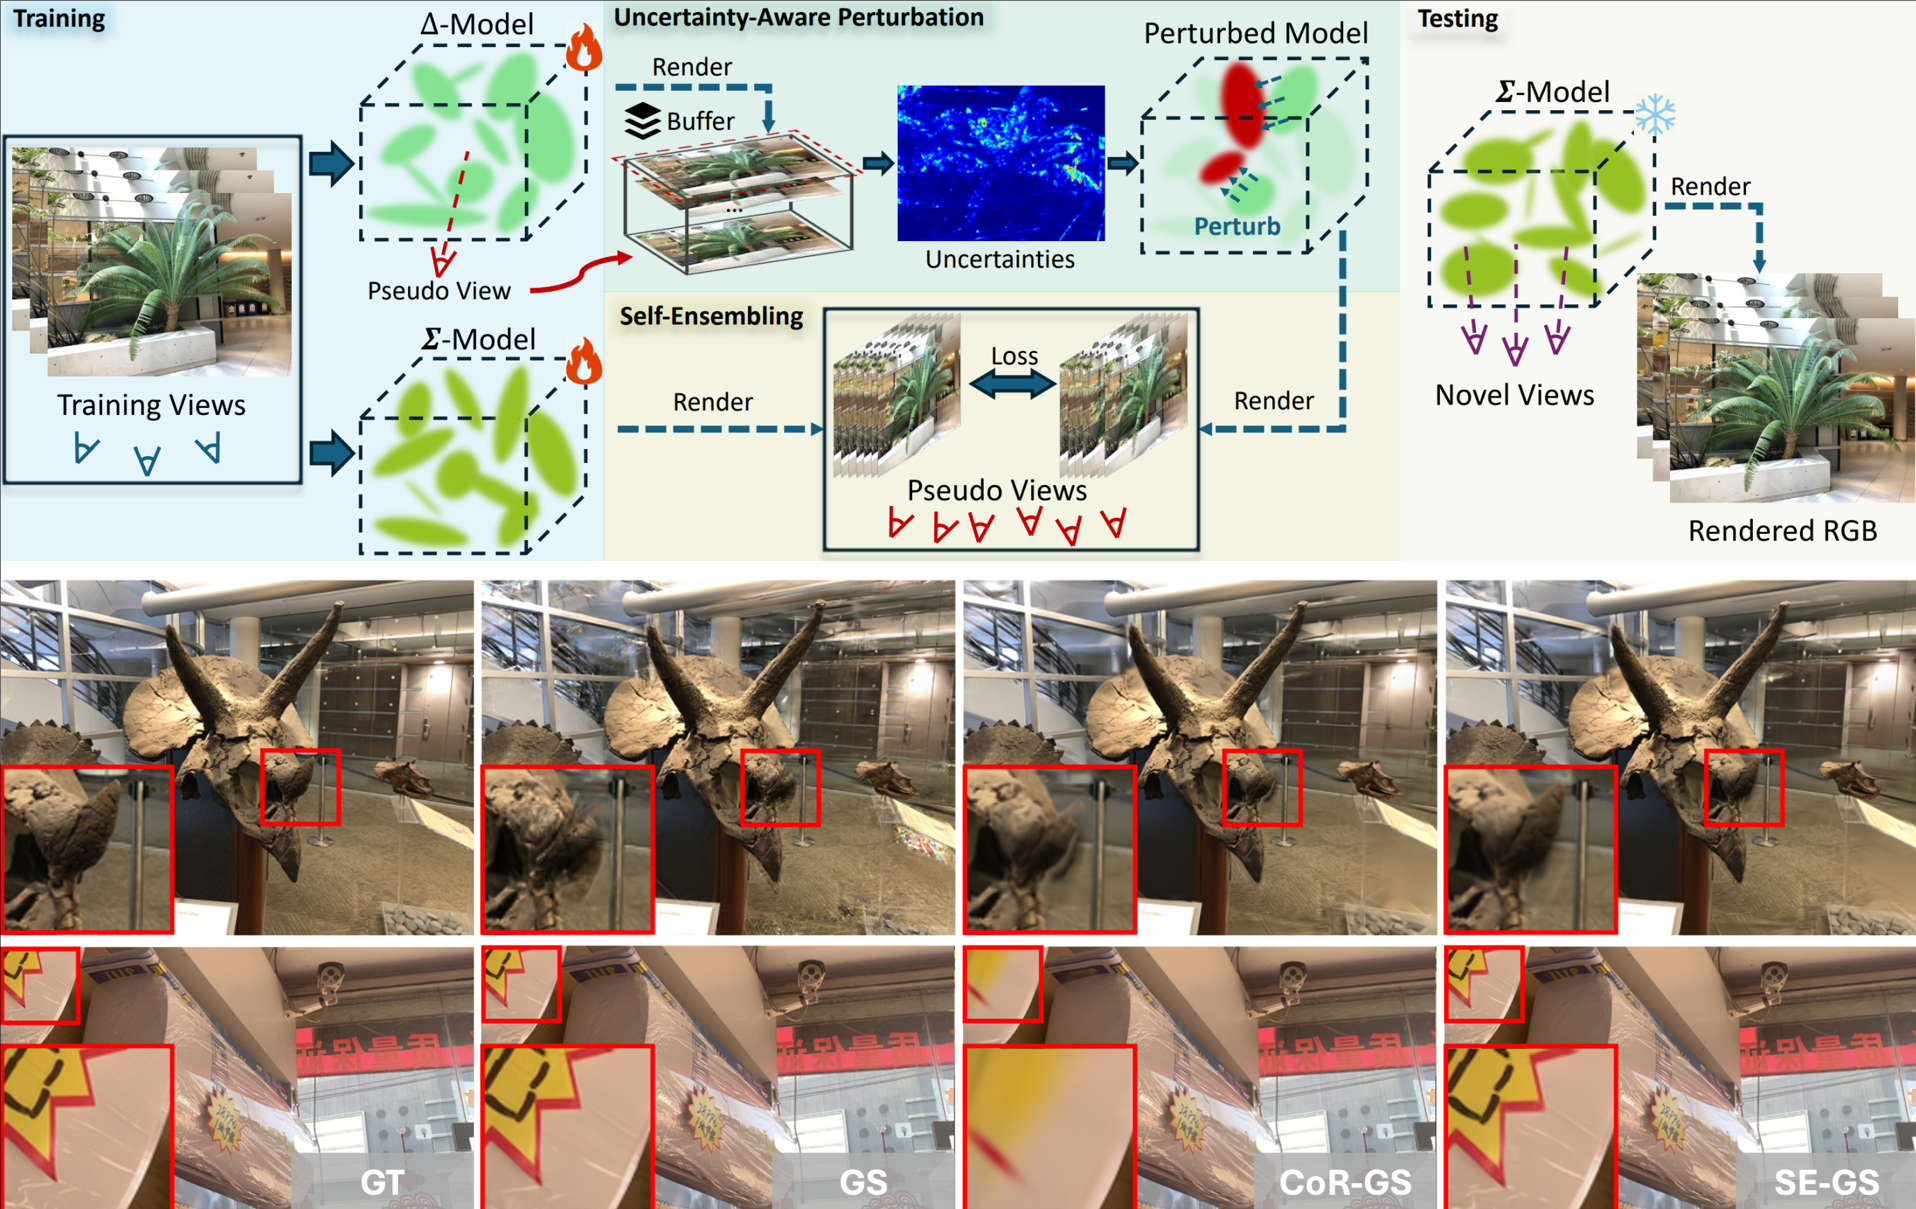 Training
Δ-Model
Pseudo View
Σ-Model
Training Views
Uncertainty-Aware Perturbation
Render
Buffer
...
Uncertainties
Perturbed Model
Perturb
Self-Ensembling
Render
Loss
Render
Pseudo Views
Testing
Σ-Model
Render
Novel Views
Rendered RGB
GT
GS
CoR-GS
SE-GS